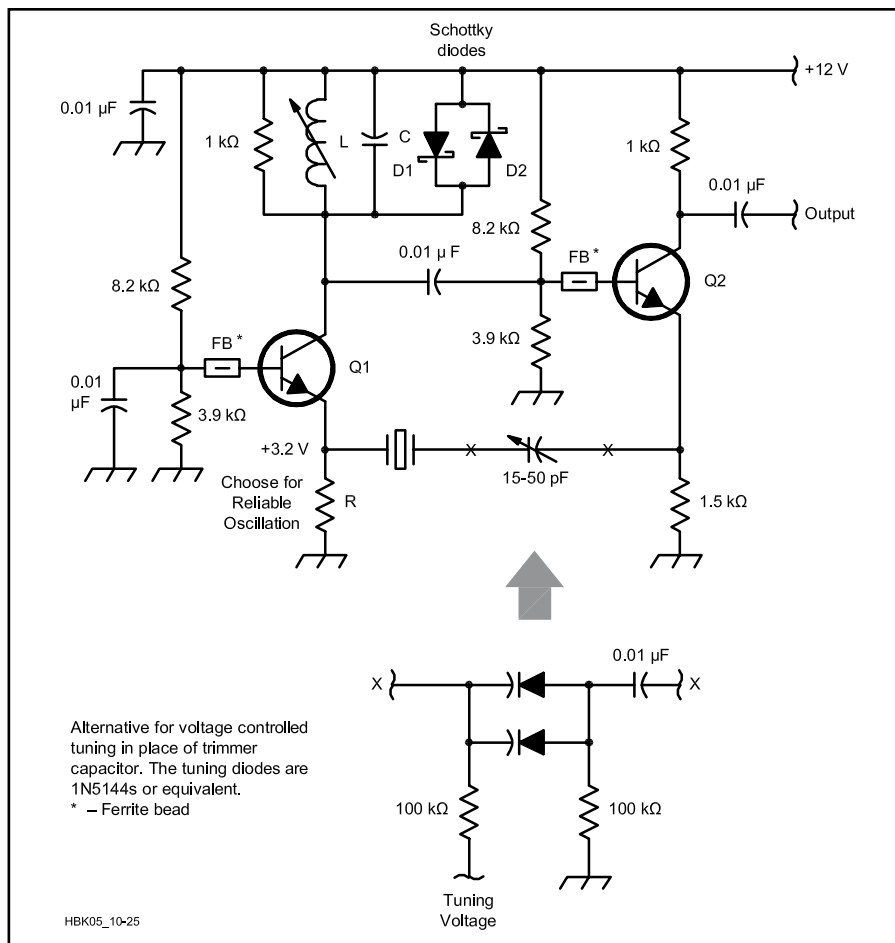 Schottky
diodes
+12 V
0.01 µF
1 kΩ
L
C
D1
D2
1 kΩ
0.01 µF
Output
8.2 kΩ
0.01 µ F
FB *
Q2
8.2 kΩ
FB *
Q1
3.9 kΩ
0.01
µF
3.9 kΩ
+3.2 V
X
X
15-50 pF
Choose for
Reliable
Oscillation
R
1.5 kΩ
0.01 µF
X
X
Alternative for voltage controlled
tuning in place of trimmer
capacitor. The tuning diodes are
1N5144s or equivalent.
* – Ferrite bead
100 kΩ
100 kΩ
Tuning
Voltage
HBK05_10-25